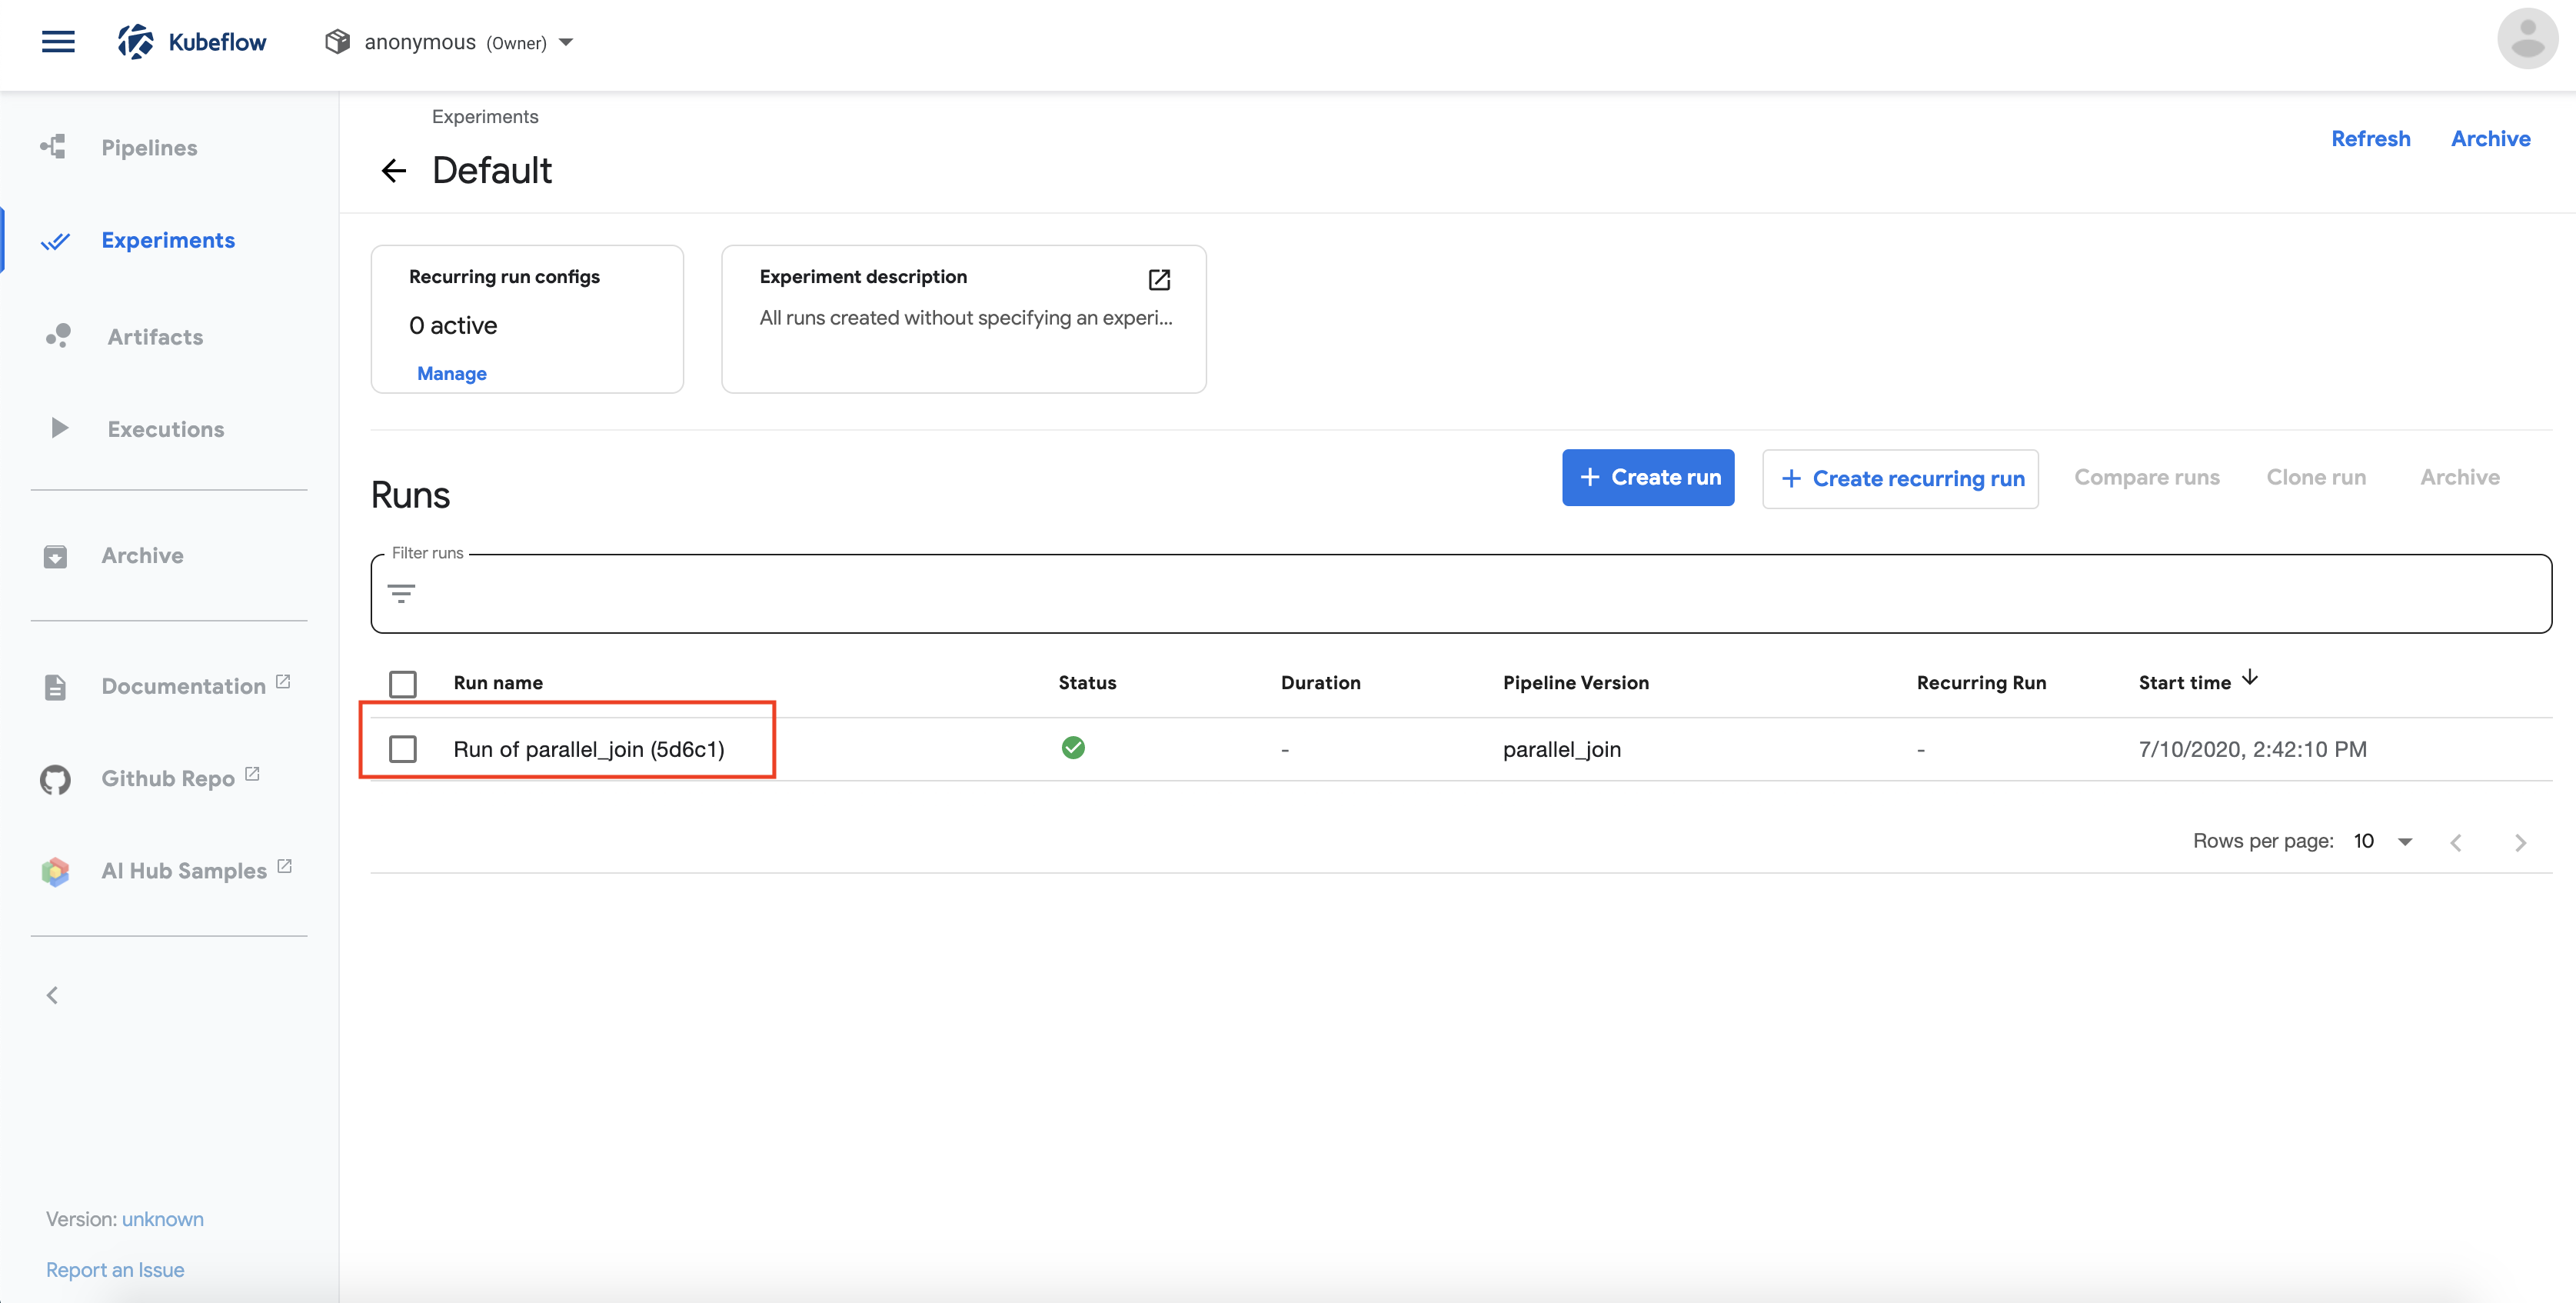 Kubeflow
anonymous (Owner)
Pipelines
Experiments
Artifacts
Executions
Archive
Documentation
Github Repo
AI Hub Samples
Version: unknown
Report an Issue
Experiments
Default
Refresh Archive
Recurring run configs
0 active
Manage
Experiment description
All runs created without specifying an experi...
Runs
+ Create run + Create recurring run Compare runs Clone run Archive
Filter runs
Run name Status Duration Pipeline Version Recurring Run Start time
Run of parallel_join (5d6c1) - parallel_join - 7/10/2020, 2:42:10 PM
Rows per page: 10